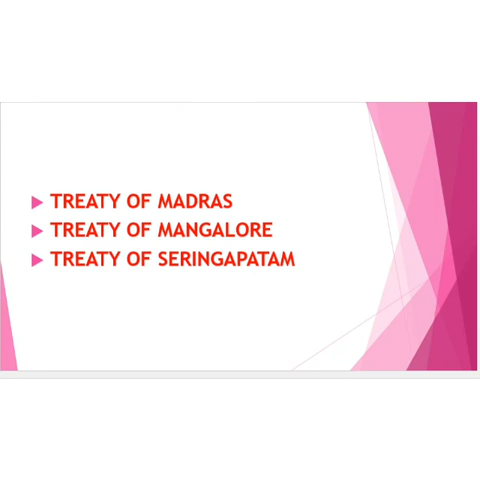 TREATY OF MADRAS
TREATY OF MANGALORE
TREATY OF SERINGAPATAM